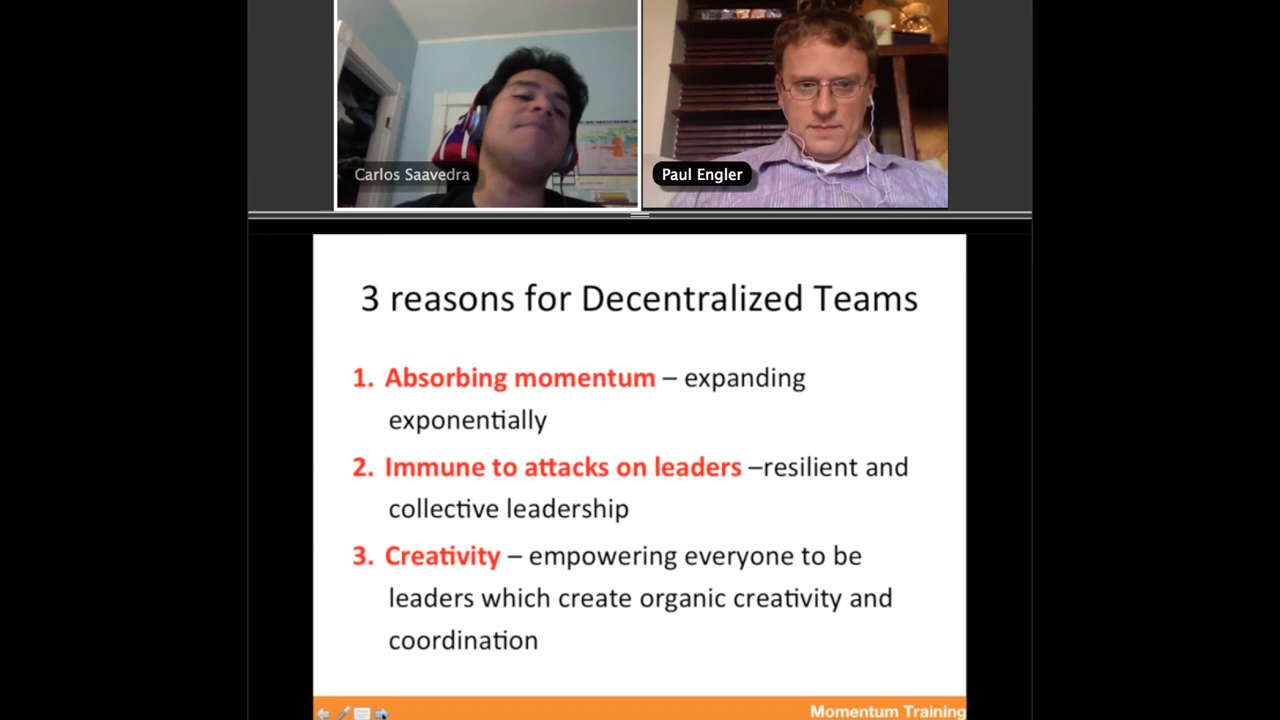 Carlos Saavedra
Paul Engler
3 reasons for Decentralized Teams
1. Absorbing momentum – expanding
exponentially
2. Immune to attacks on leaders –resilient and
collective leadership
3. Creativity – empowering everyone to be
leaders which create organic creativity and
coordination
Momentum Training